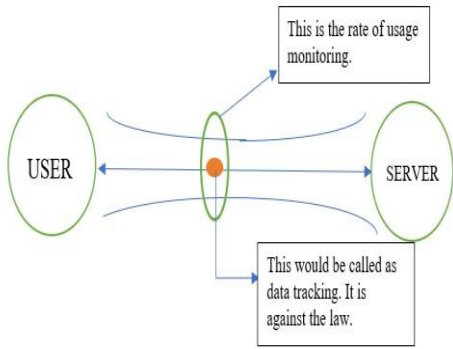 This is the rate of usage
monitoring.
USER
SERVER
This would be called as
data tracking. It is
against the law.